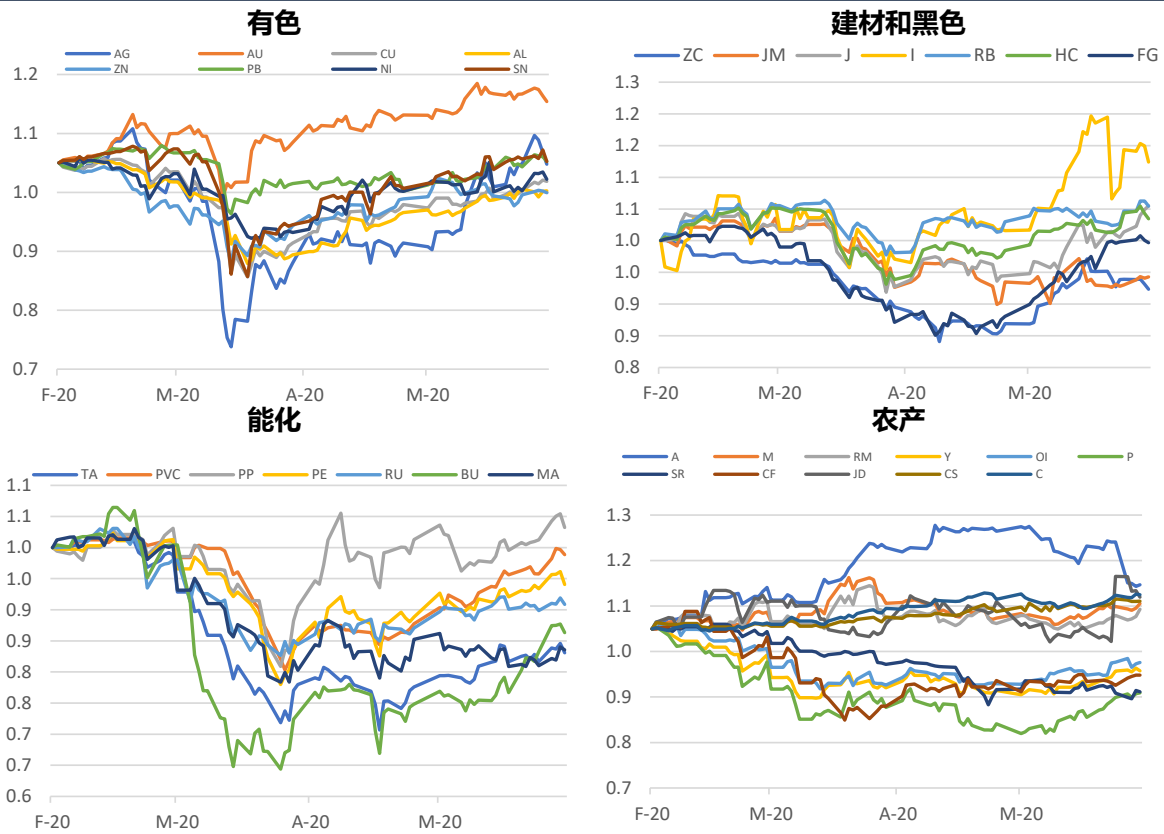 有色
AG AU CU AL
ZN PB NI SN
1.2
1.1
1.0
0.9
0.8
0.7
F-20 M-20 A-20 M-20
建材和黑色
ZC JM J I RB HC FG
1.3
1.2
1.2
1.1
1.1
1.0
1.0
0.9
0.9
0.8
F-20 M-20 A-20 M-20
能化
TA PVC PP PE RU BU MA
1.1
1.1
1.0
1.0
0.9
0.9
0.8
0.8
0.7
0.7
0.6
F-20 M-20 A-20 M-20
农产
A M RM Y OI P
SR CF JD CS C
1.3
1.2
1.1
1.0
0.9
0.8
0.7
F-20 M-20 A-20 M-20